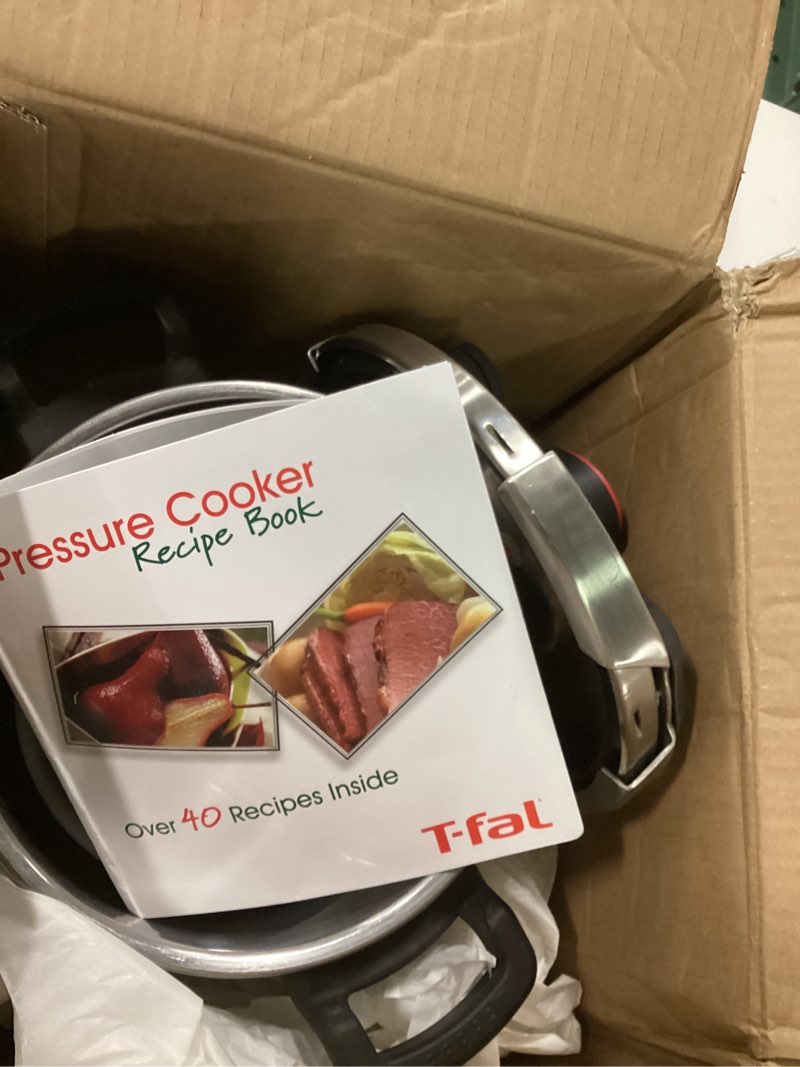 Pressure Cooker
Recipe Book
Over 40 Recipes Inside
T-fal